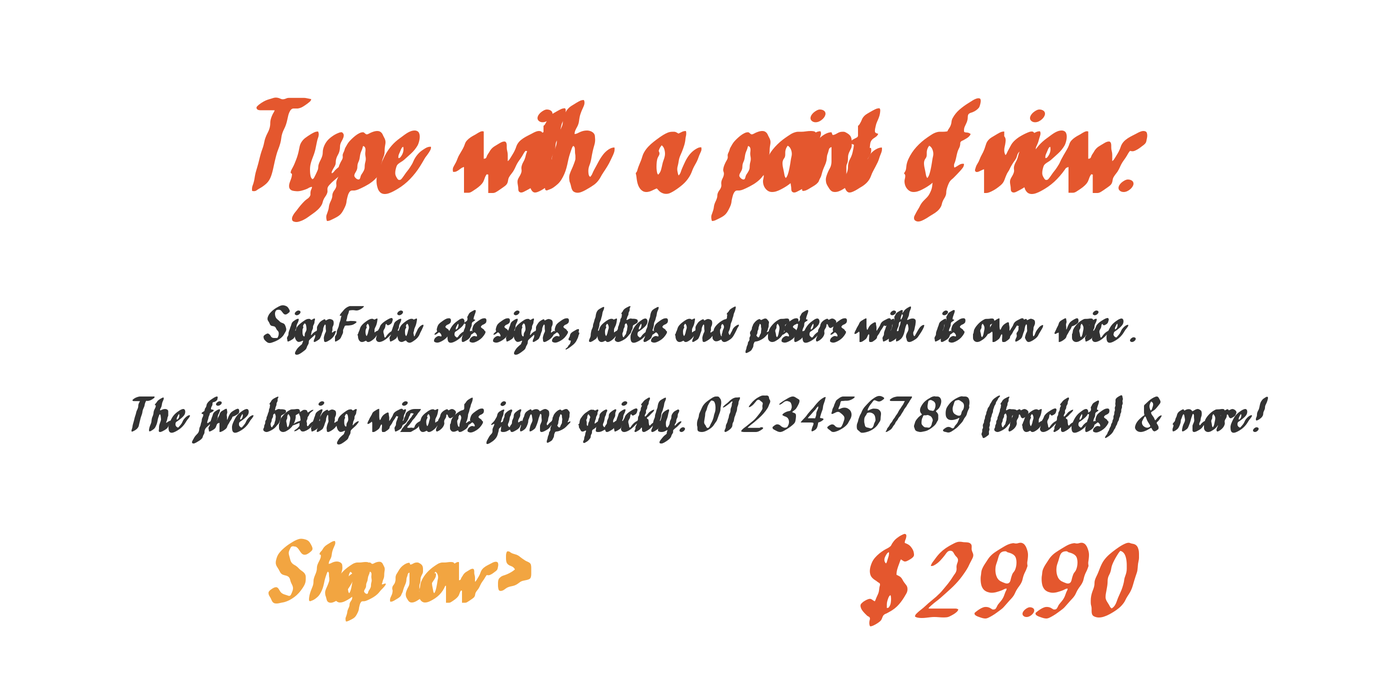 Type with a point of view.
SignFacia sets signs, labels and posters with its own voice.
The five boxing wizards jump quickly. 0123456789 (brackets) & more!
Shop now >
$29.90